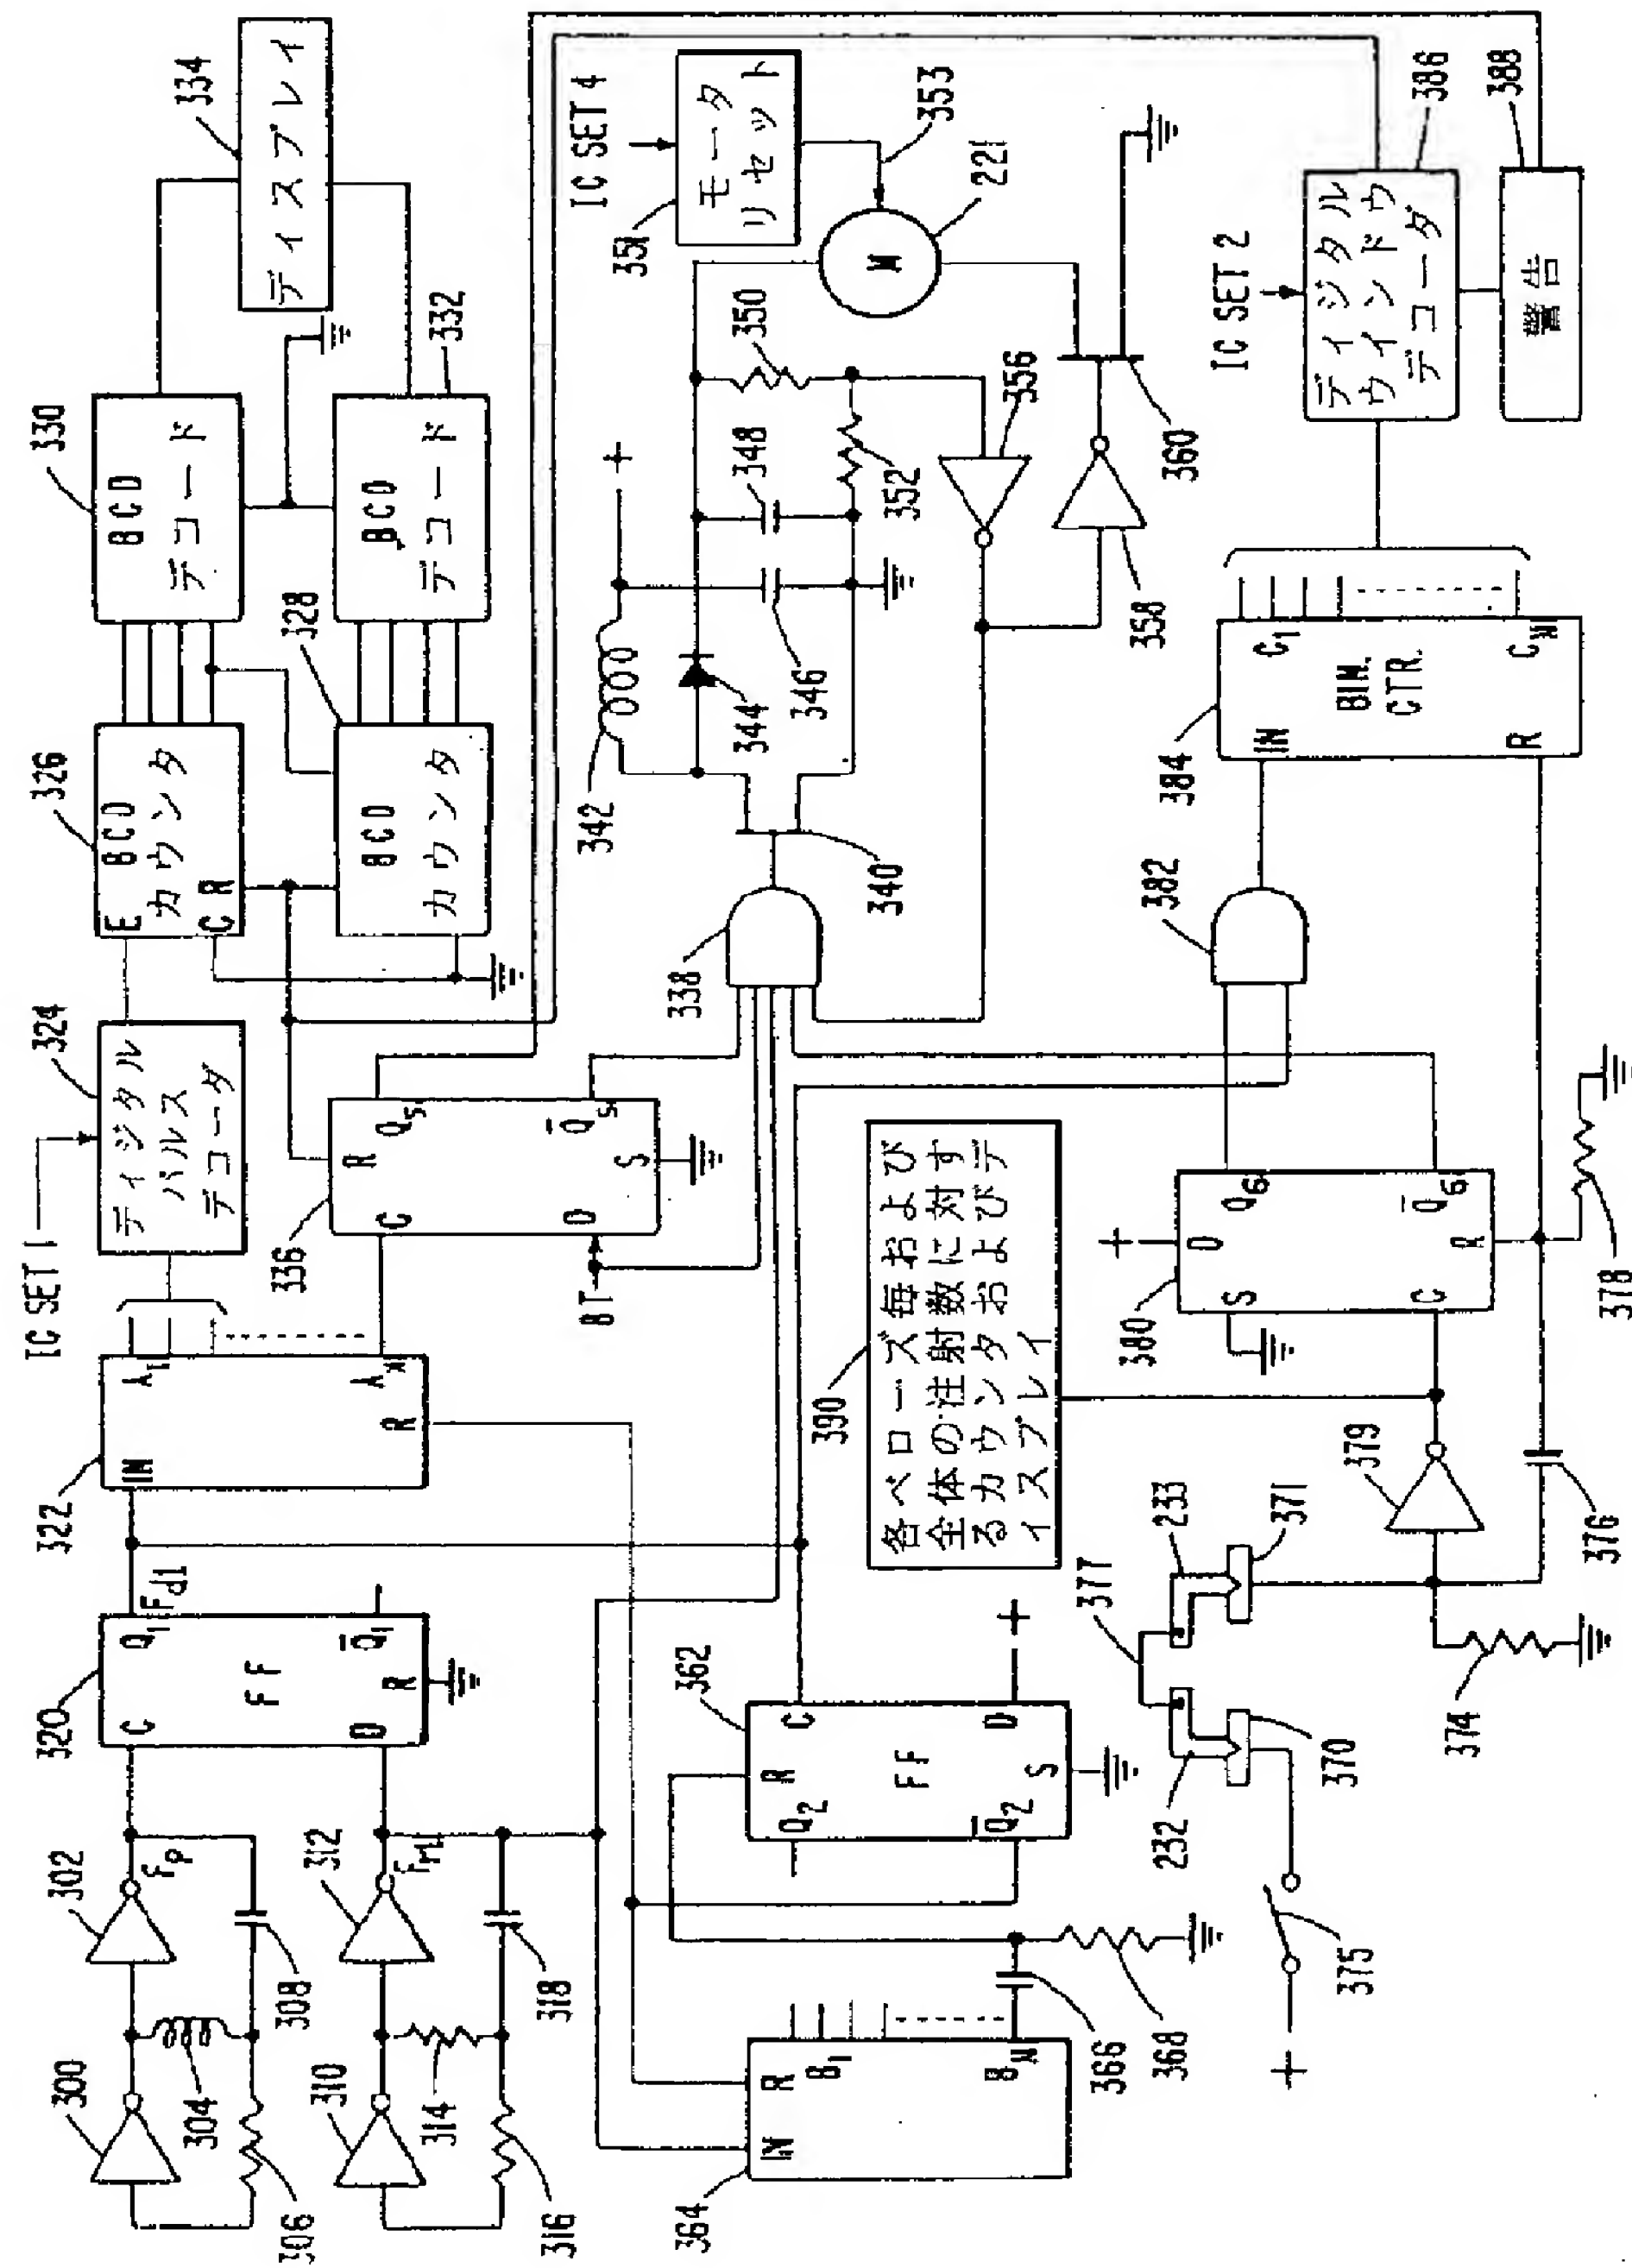 IC SET 1
324
ディジタル
パルス
デコーダ
326
E
BCD
カウンタ
C R
330
BCD
デコード
334
ディスプレイ
328
BCD
カウンタ
332
BCD
デコード
300
302
Fp
304
306
308
310
312
FM
314
316
318
320
C
Q1
Fd1
FF
D
Q̄1
R
322
IN
A1
AN
R
336
R
Q5
C
D
Q̄5
S
BT
338
340
342
344
346
348
350
352
356
358
360
IC SET 4
351
モータ
リセット
353
M
221
364
IN
R
B1
BN
366
368
362
R
C
Q2
FF
Q̄2
D
S
390
各ベローズ毎および
全体の注射数に対す
るカウンタおよびデ
ィスプレイ
375
232
370
377
233
371
374
376
379
380
D
S
Q6
C
R
Q̄6
378
382
384
IN
C1
BIN.
CTR.
R
CN
IC SET 2
ディジタル
ウインドウ
デコーダ
386
警告
388